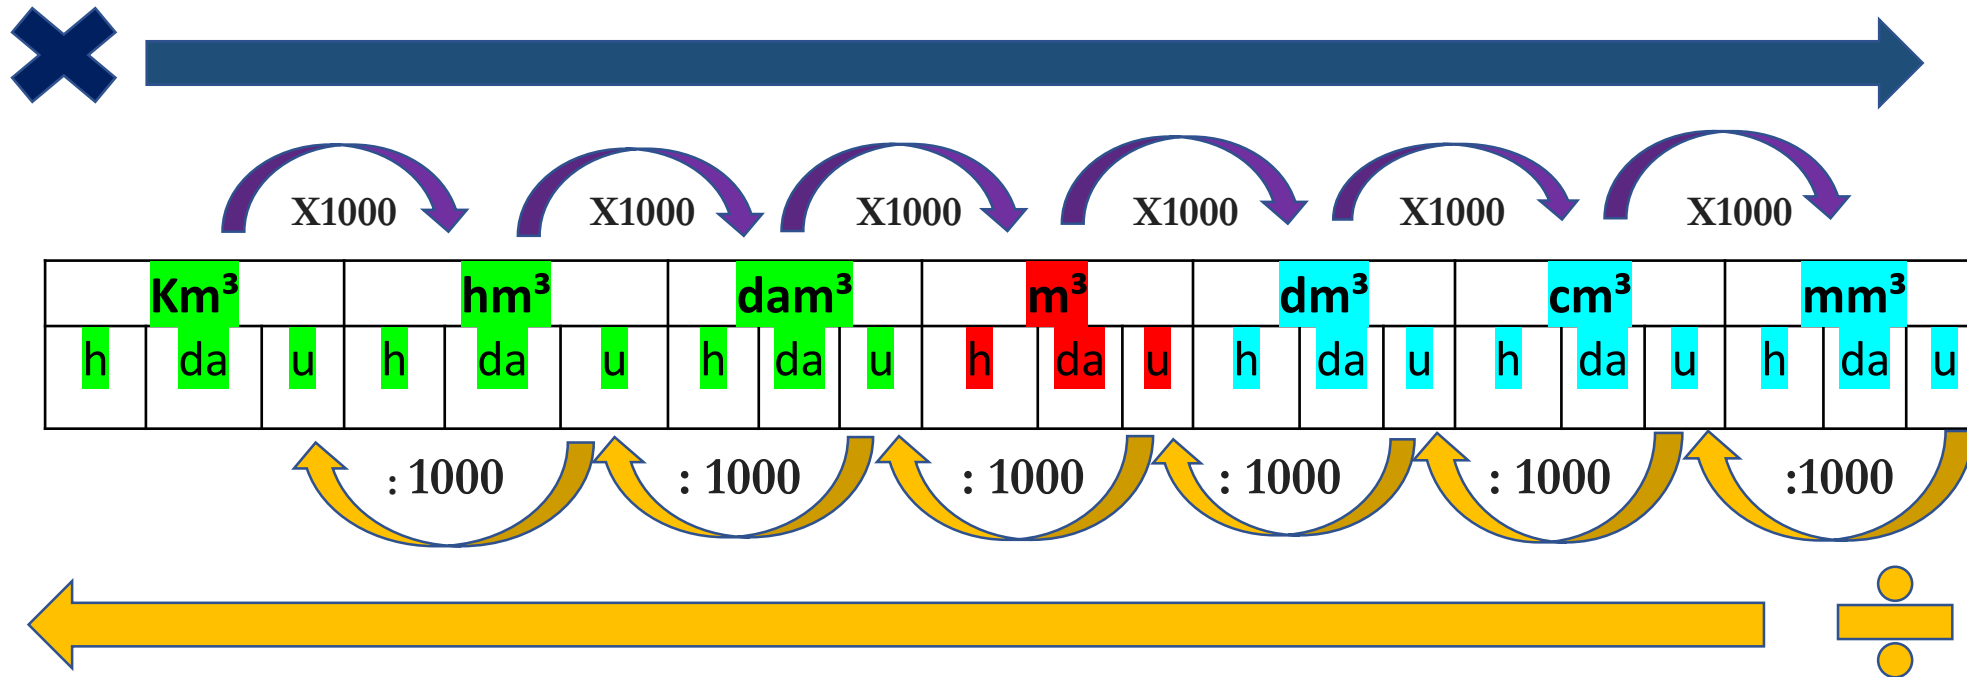 X1000 X1000 X1000 X1000 X1000 X1000
Km³ hm³ dam³ m³ dm³ cm³ mm³
h da u h da u h da u h da u h da u h da u h da u
: 1000 : 1000 : 1000 : 1000 : 1000 :1000